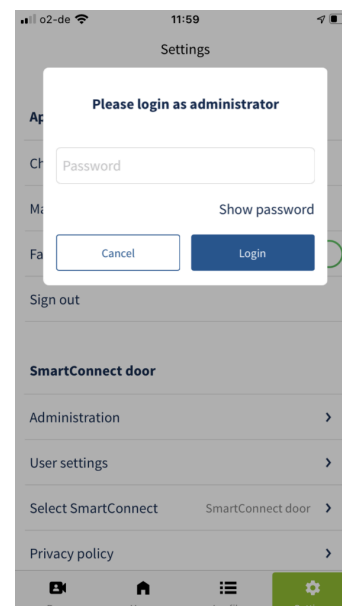 o2-de 11:59
Settings
Please login as administrator
Password
Show password
Cancel Login
Sign out
SmartConnect door
Administration
User settings
Select SmartConnect SmartConnect door
Privacy policy